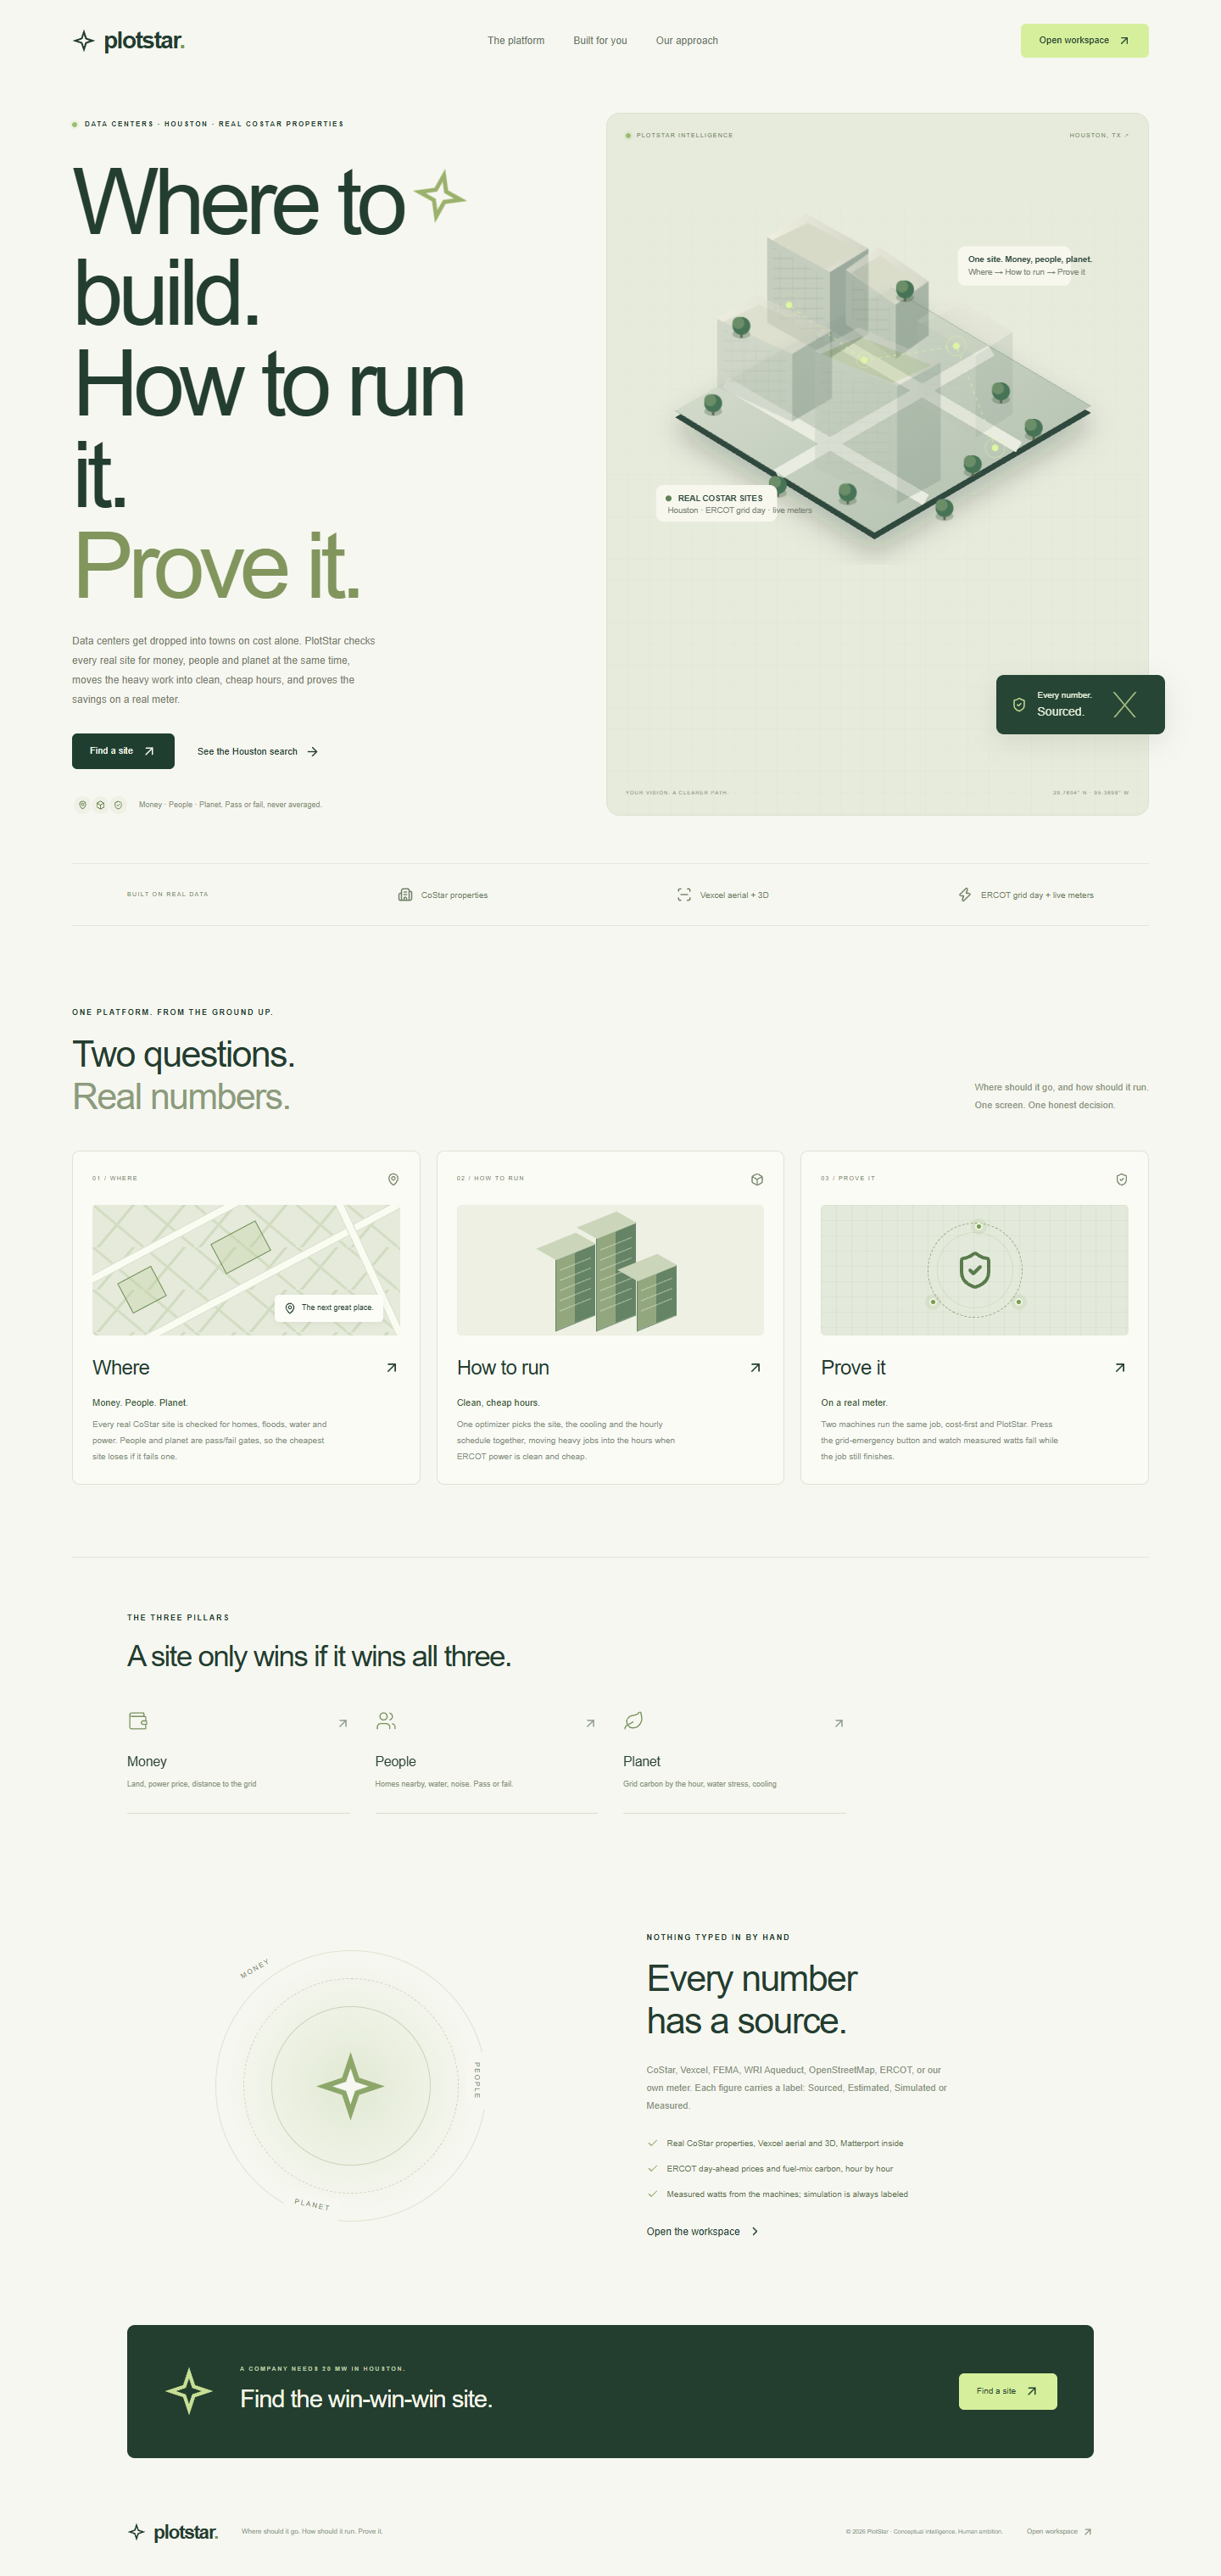 plotstar.
The platform
Built for you
Our approach
Open workspace
DATA CENTERS · HOUSTON · REAL COSTAR PROPERTIES
Where to
build.
How to run
it.
Prove it.
Data centers get dropped into towns on cost alone. PlotStar checks
every real site for money, people and planet at the same time,
moves the heavy work into clean, cheap hours, and proves the
savings on a real meter.
Find a site
See the Houston search
Money · People · Planet. Pass or fail, never averaged.
PLOTSTAR INTELLIGENCE
HOUSTON, TX ↗
One site. Money, people, planet.
Where → How to run → Prove it
REAL COSTAR SITES
Houston · ERCOT grid day · live meters
Every number.
Sourced.
YOUR VISION. A CLEARER PATH.
BUILT ON REAL DATA
CoStar properties
Vexcel aerial + 3D
ERCOT grid day + live meters
ONE PLATFORM. FROM THE GROUND UP.
Two questions.
Real numbers.
Where should it go, and how should it run.
One screen. One honest decision.
01 / WHERE
The next great place.
Where
Money. People. Planet.
Every real CoStar site is checked for homes, floods, water and
power. People and planet are pass/fail gates, so the cheapest
site loses if it fails one.
02 / HOW TO RUN
How to run
Clean, cheap hours.
One optimizer picks the site, the cooling and the hourly
schedule together, moving heavy jobs into the hours when
ERCOT power is clean and cheap.
03 / PROVE IT
Prove it
On a real meter.
Two machines run the same job, cost-first and PlotStar. Press
the grid-emergency button and watch measured watts fall while
the job still finishes.
THE THREE PILLARS
A site only wins if it wins all three.
Money
Land, power price, distance to the grid
People
Homes nearby, water, noise. Pass or fail.
Planet
Grid carbon by the hour, water stress, cooling
MONEY
PEOPLE
PLANET
NOTHING TYPED IN BY HAND
Every number
has a source.
CoStar, Vexcel, FEMA, WRI Aqueduct, OpenStreetMap, ERCOT, or our
own meter. Each figure carries a label: Sourced, Estimated, Simulated or
Measured.
Real CoStar properties, Vexcel aerial and 3D, Matterport inside
ERCOT day-ahead prices and fuel-mix carbon, hour by hour
Measured watts from the machines; simulation is always labeled
Open the workspace
A COMPANY NEEDS 20 MW IN HOUSTON.
Find the win-win-win site.
Find a site
plotstar.
Where should it go. How should it run. Prove it.
© 2026 PlotStar · Conceptual intelligence. Human ambition.
Open workspace